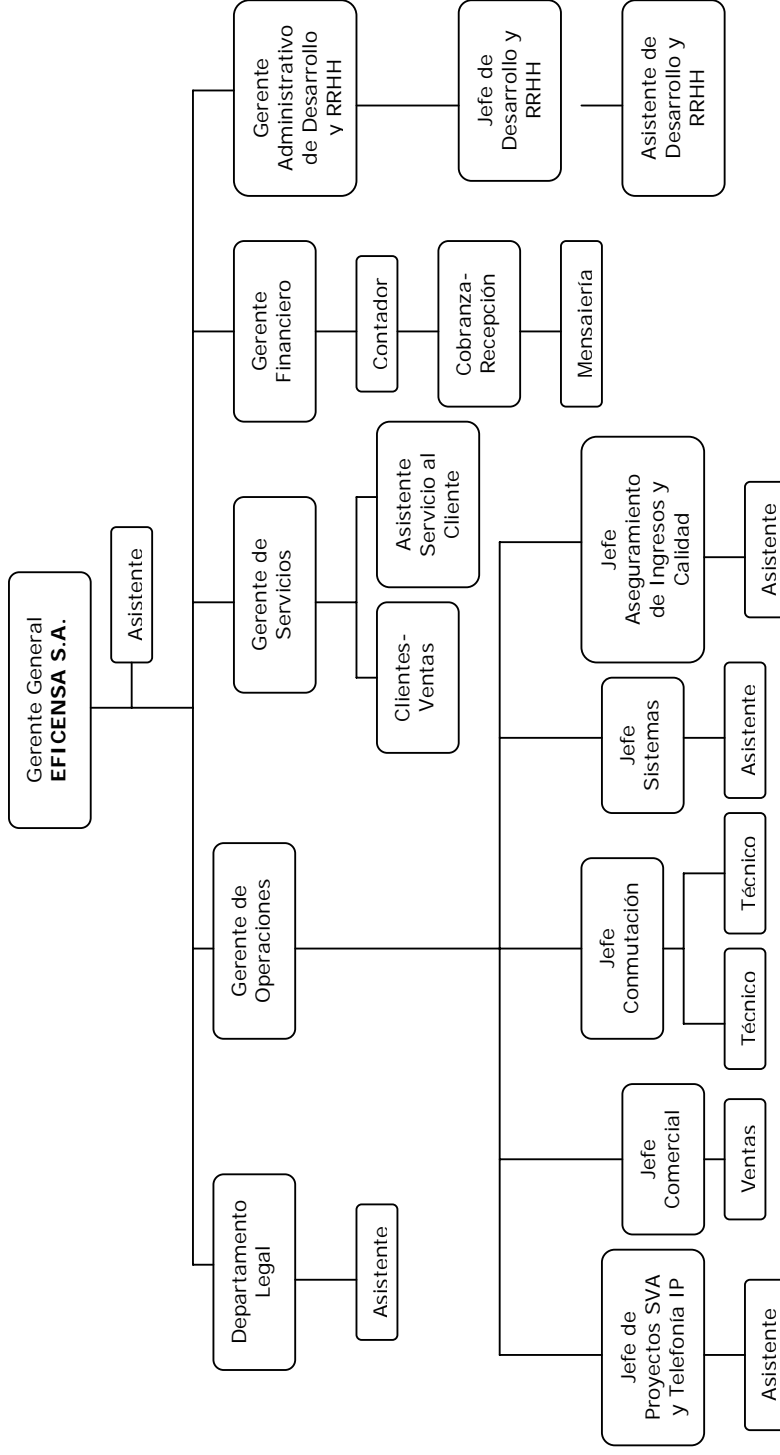 Gerente General
EFICENSA S.A.
Asistente
Departamento
Legal
Asistente
Gerente de
Operaciones
Gerente de
Servicios
Clientes-
Ventas
Asistente
Servicio al
Cliente
Gerente
Financiero
Contador
Cobranza-
Recepción
Mensaiería
Gerente
Administrativo
de Desarrollo
y RRHH
Jefe de
Desarrollo y
RRHH
Asistente de
Desarrollo y
RRHH
Jefe de
Proyectos SVA
y Telefonía IP
Asistente
Jefe
Comercial
Ventas
Jefe
Conmutación
Técnico
Técnico
Jefe
Sistemas
Asistente
Jefe
Aseguramiento
de Ingresos y
Calidad
Asistente